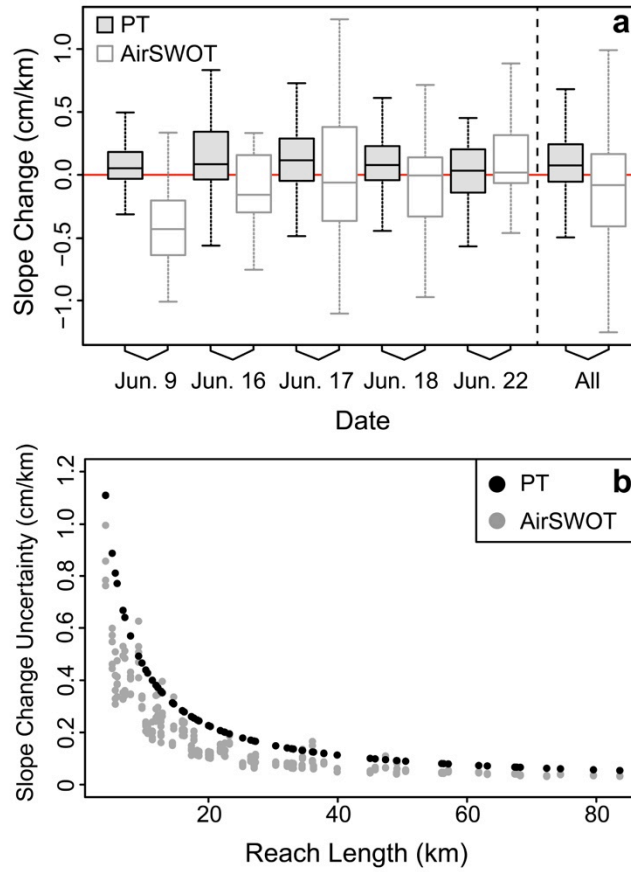 a
PT
AirSWOT
Slope Change (cm/km)
1.0
0.5
0.0
−0.5
−1.0
Jun. 9 Jun. 16 Jun. 17 Jun. 18 Jun. 22 All
Date
b
PT
AirSWOT
Slope Change Uncertainty (cm/km)
1.2
1.0
0.8
0.6
0.4
0.2
0
20 40 60 80
Reach Length (km)